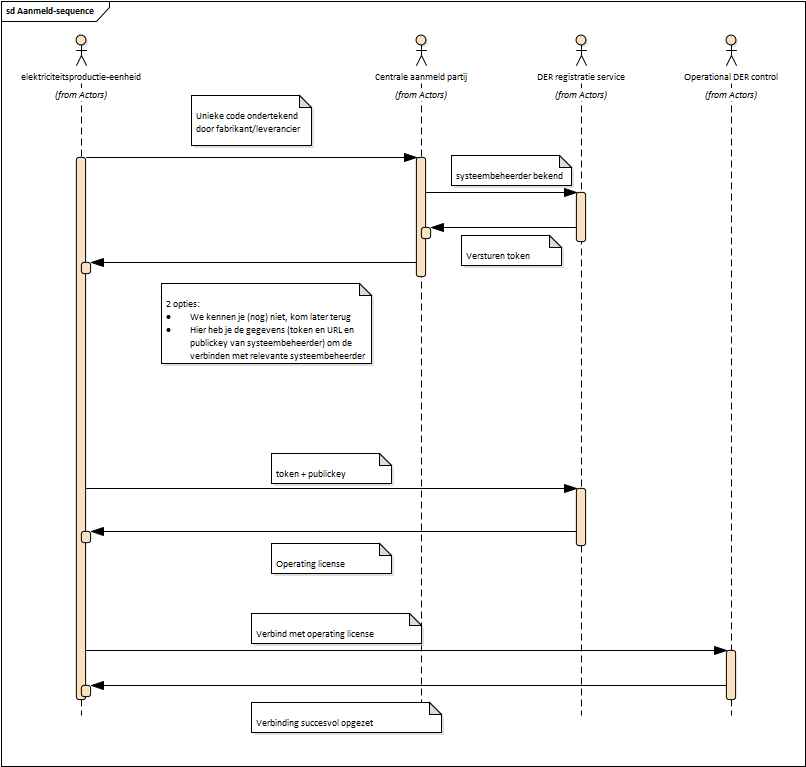 sd Aanmeld-sequence
elektriciteitsproductie-eenheid
(from Actors)
Centrale aanmeld partij
(from Actors)
DER registratie service
(from Actors)
Operational DER control
(from Actors)
Unieke code ondertekend
door fabrikant/leverancier
systeembeheerder bekend
Versturen token
2 opties:
• We kennen je (nog) niet, kom later terug
• Hier heb je de gegevens (token en URL en
publickey van systeembeheerder) om de
verbinden met relevante systeembeheerder
token + publickey
Operating license
Verbind met operating license
Verbinding succesvol opgezet